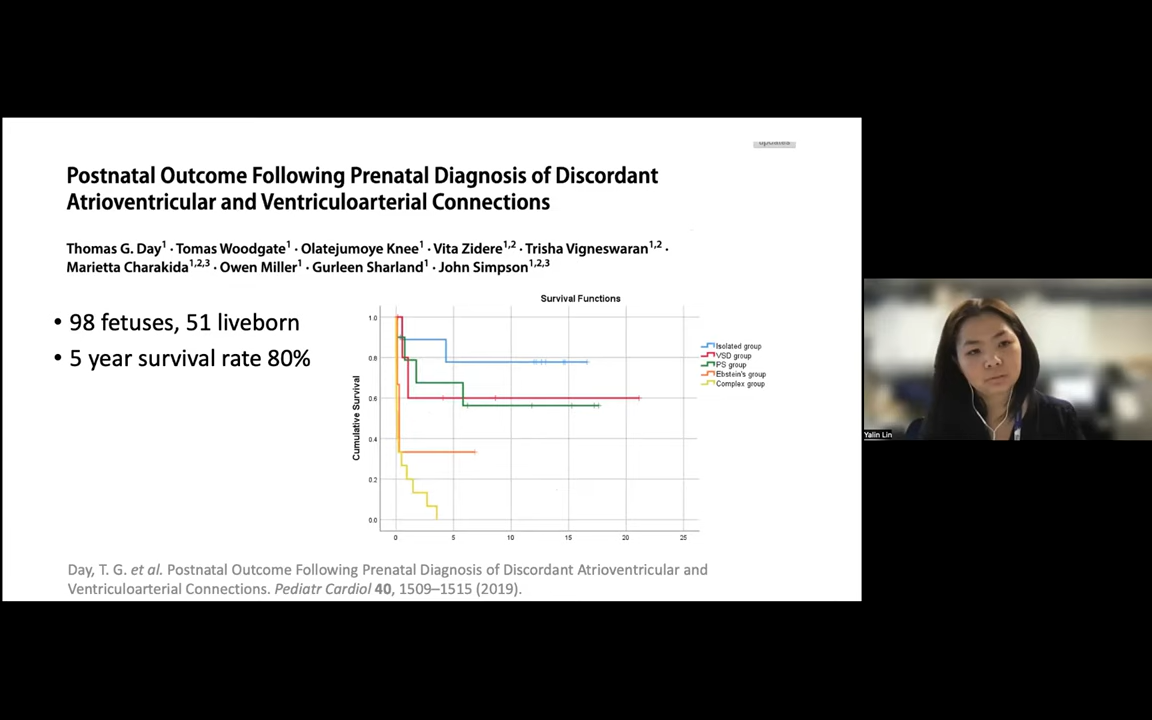 updates
Postnatal Outcome Following Prenatal Diagnosis of Discordant
Atrioventricular and Ventriculoarterial Connections
Thomas G. Day1 · Tomas Woodgate1 · Olatejumoye Knee1 · Vita Zidere1,2 · Trisha Vigneswaran1,2 ·
Marietta Charakida1,2,3 · Owen Miller1 · Gurleen Sharland1 · John Simpson1,2,3
• 98 fetuses, 51 liveborn
• 5 year survival rate 80%
Survival Functions
Cumulative Survival
1.0
0.8
0.6
0.4
0.2
0.0
0 5 10 15 20 25
Isolated group
VSD group
PS group
Ebstein's group
Complex group
Day, T. G. et al. Postnatal Outcome Following Prenatal Diagnosis of Discordant Atrioventricular and
Ventriculoarterial Connections. Pediatr Cardiol 40, 1509–1515 (2019).
Yalin Lin